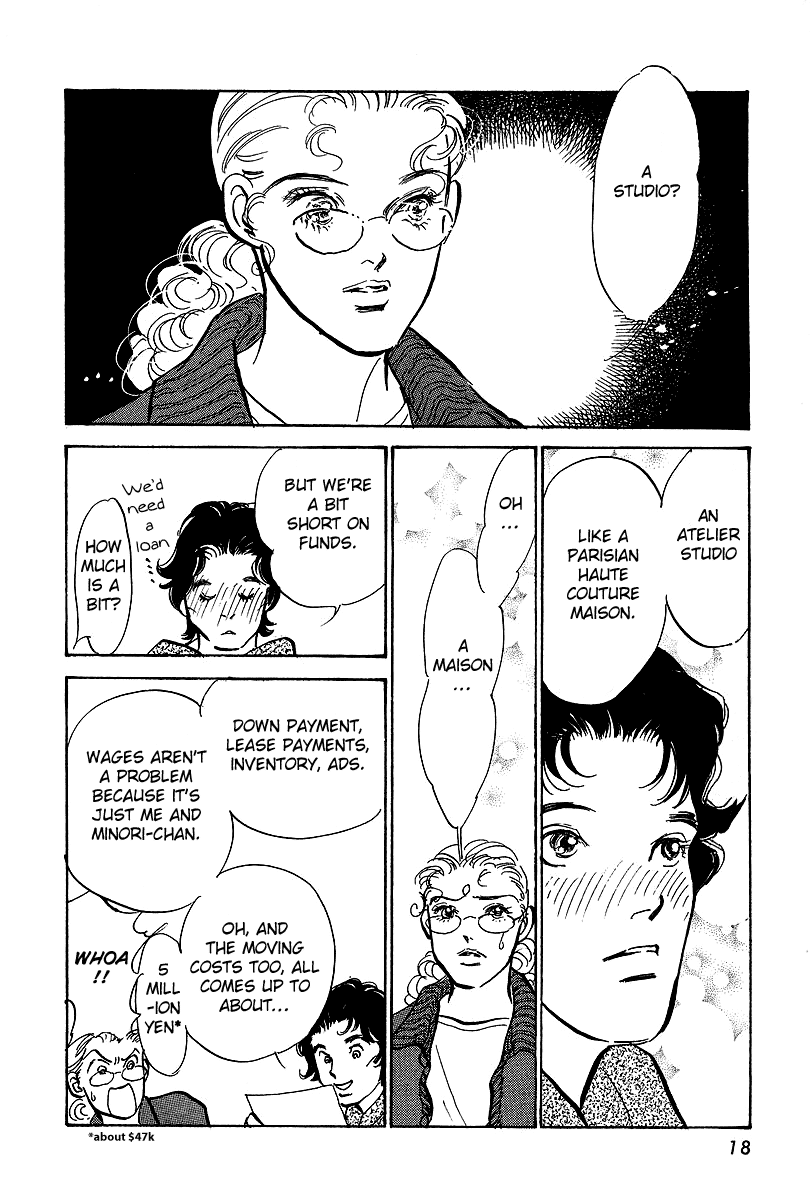 A
STUDIO?
AN
ATELIER
STUDIO
LIKE A
PARISIAN
HAUTE
COUTURE
MAISON.
OH
...
A
MAISON
...
BUT WE'RE
A BIT
SHORT ON
FUNDS.
We'd
need
a
loan
HOW
MUCH
IS A
BIT?
DOWN PAYMENT,
LEASE PAYMENTS,
INVENTORY, ADS.
WAGES AREN'T
A PROBLEM
BECAUSE IT'S
JUST ME AND
MINORI-CHAN.
OH, AND
THE MOVING
COSTS TOO, ALL
COMES UP TO
ABOUT...
5
MILL
-ION
YEN*
WHOA
!!
*about $47k
18